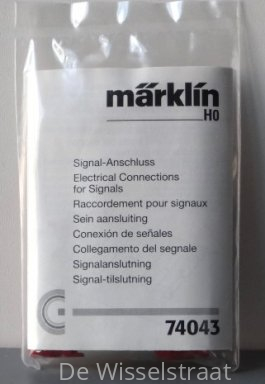 märklín
H0
Signal-Anschluss
Electrical Connections
for Signals
Raccordement pour signaux
Sein aansluiting
Conexión de señales
Collegamento del segnale
Signalanslutning
Signal-tilslutning
74043
De Wisselstraat